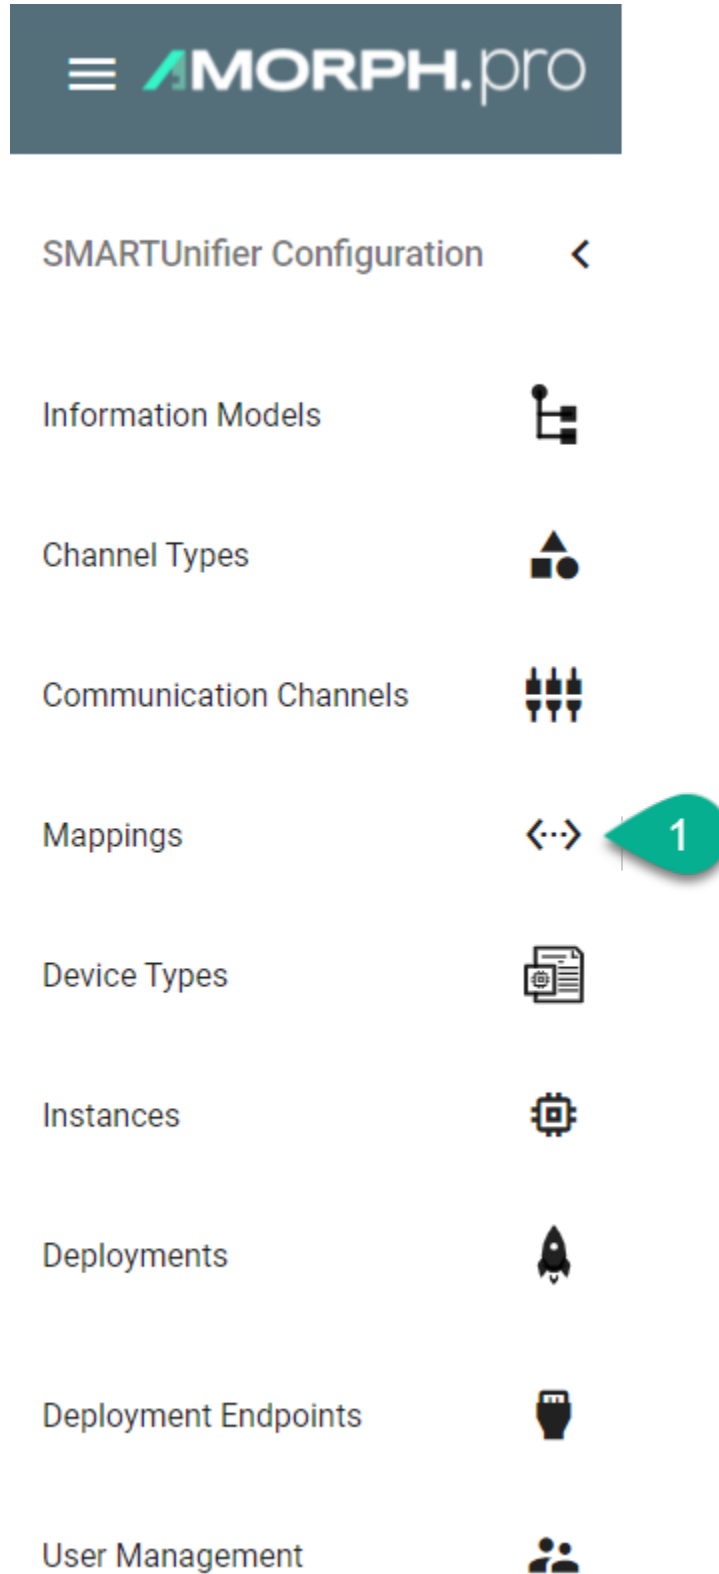 AMORPH.pro
SMARTUnifier Configuration
Information Models
Channel Types
Communication Channels
Mappings
1
Device Types
Instances
Deployments
Deployment Endpoints
User Management